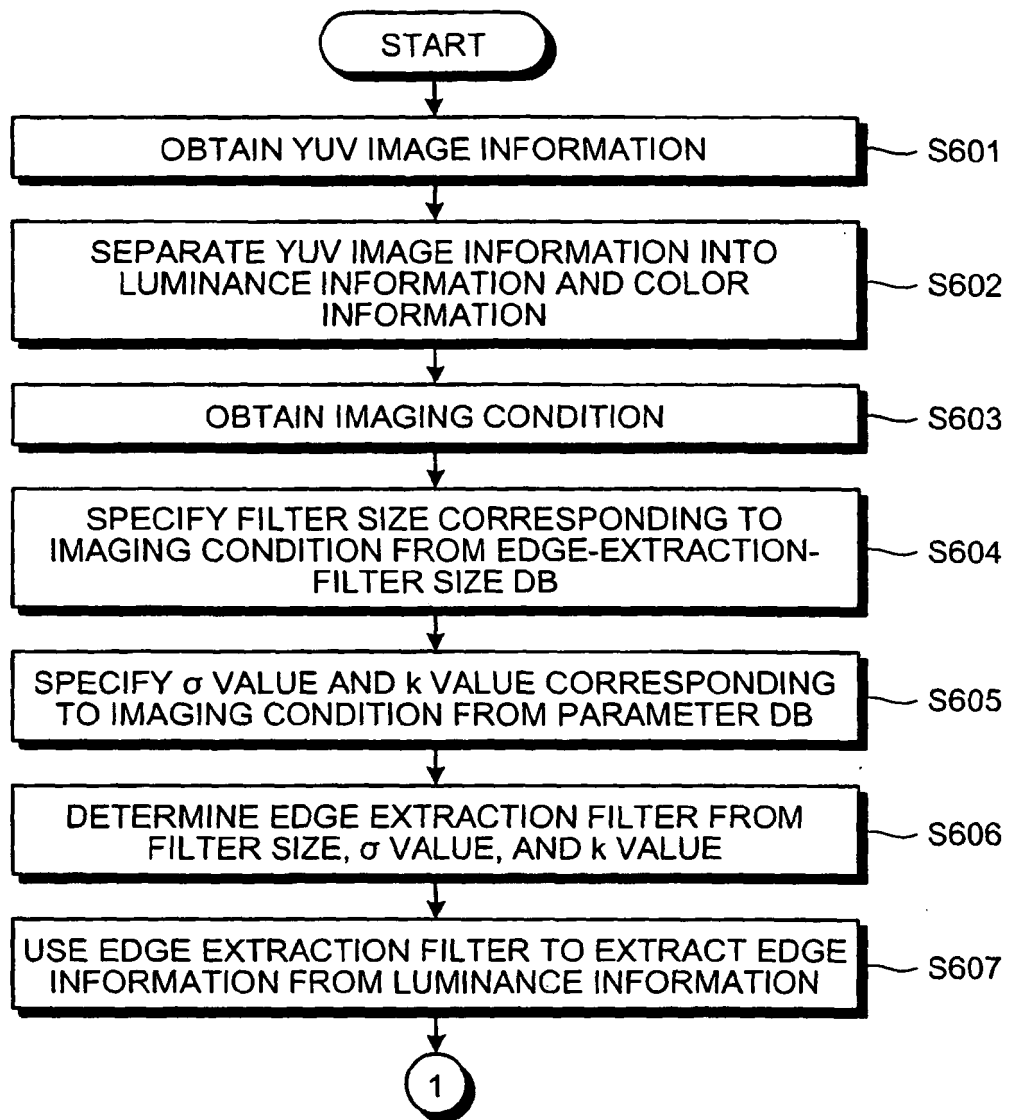 START
OBTAIN YUV IMAGE INFORMATION
S601
SEPARATE YUV IMAGE INFORMATION INTO
LUMINANCE INFORMATION AND COLOR
INFORMATION
S602
OBTAIN IMAGING CONDITION
S603
SPECIFY FILTER SIZE CORRESPONDING TO
IMAGING CONDITION FROM EDGE-EXTRACTION-
FILTER SIZE DB
S604
SPECIFY σ VALUE AND k VALUE CORRESPONDING
TO IMAGING CONDITION FROM PARAMETER DB
S605
DETERMINE EDGE EXTRACTION FILTER FROM
FILTER SIZE, σ VALUE, AND k VALUE
S606
USE EDGE EXTRACTION FILTER TO EXTRACT EDGE
INFORMATION FROM LUMINANCE INFORMATION
S607
1